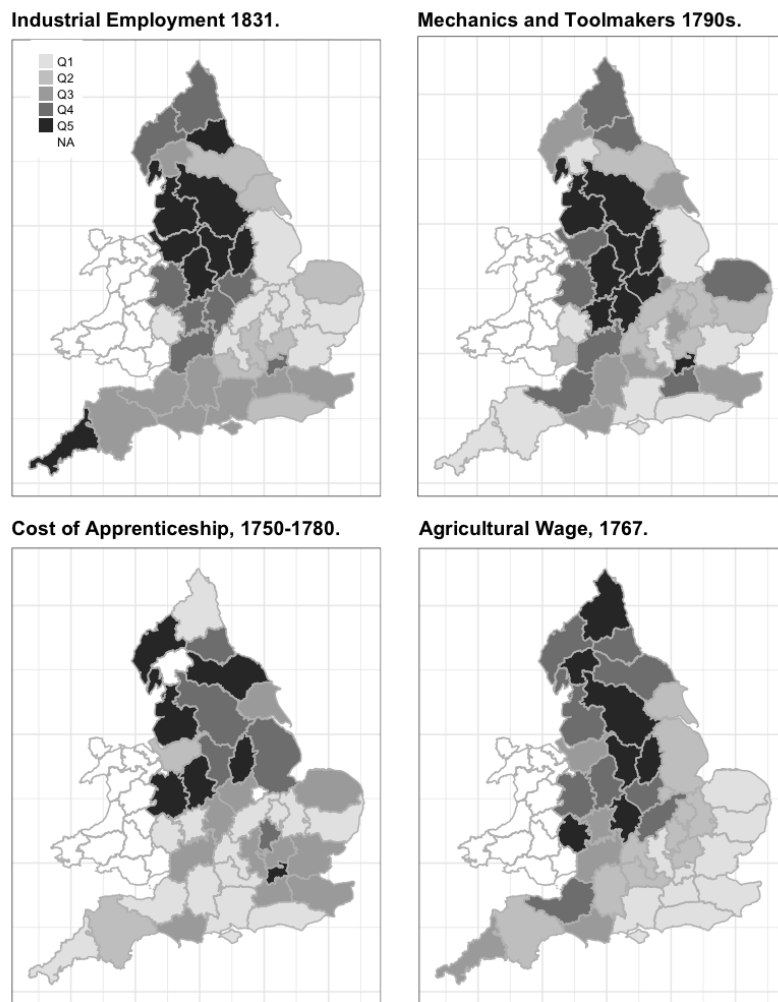 Industrial Employment 1831.
Q1
Q2
Q3
Q4
Q5
NA
Mechanics and Toolmakers 1790s.
Cost of Apprenticeship, 1750-1780.
Agricultural Wage, 1767.